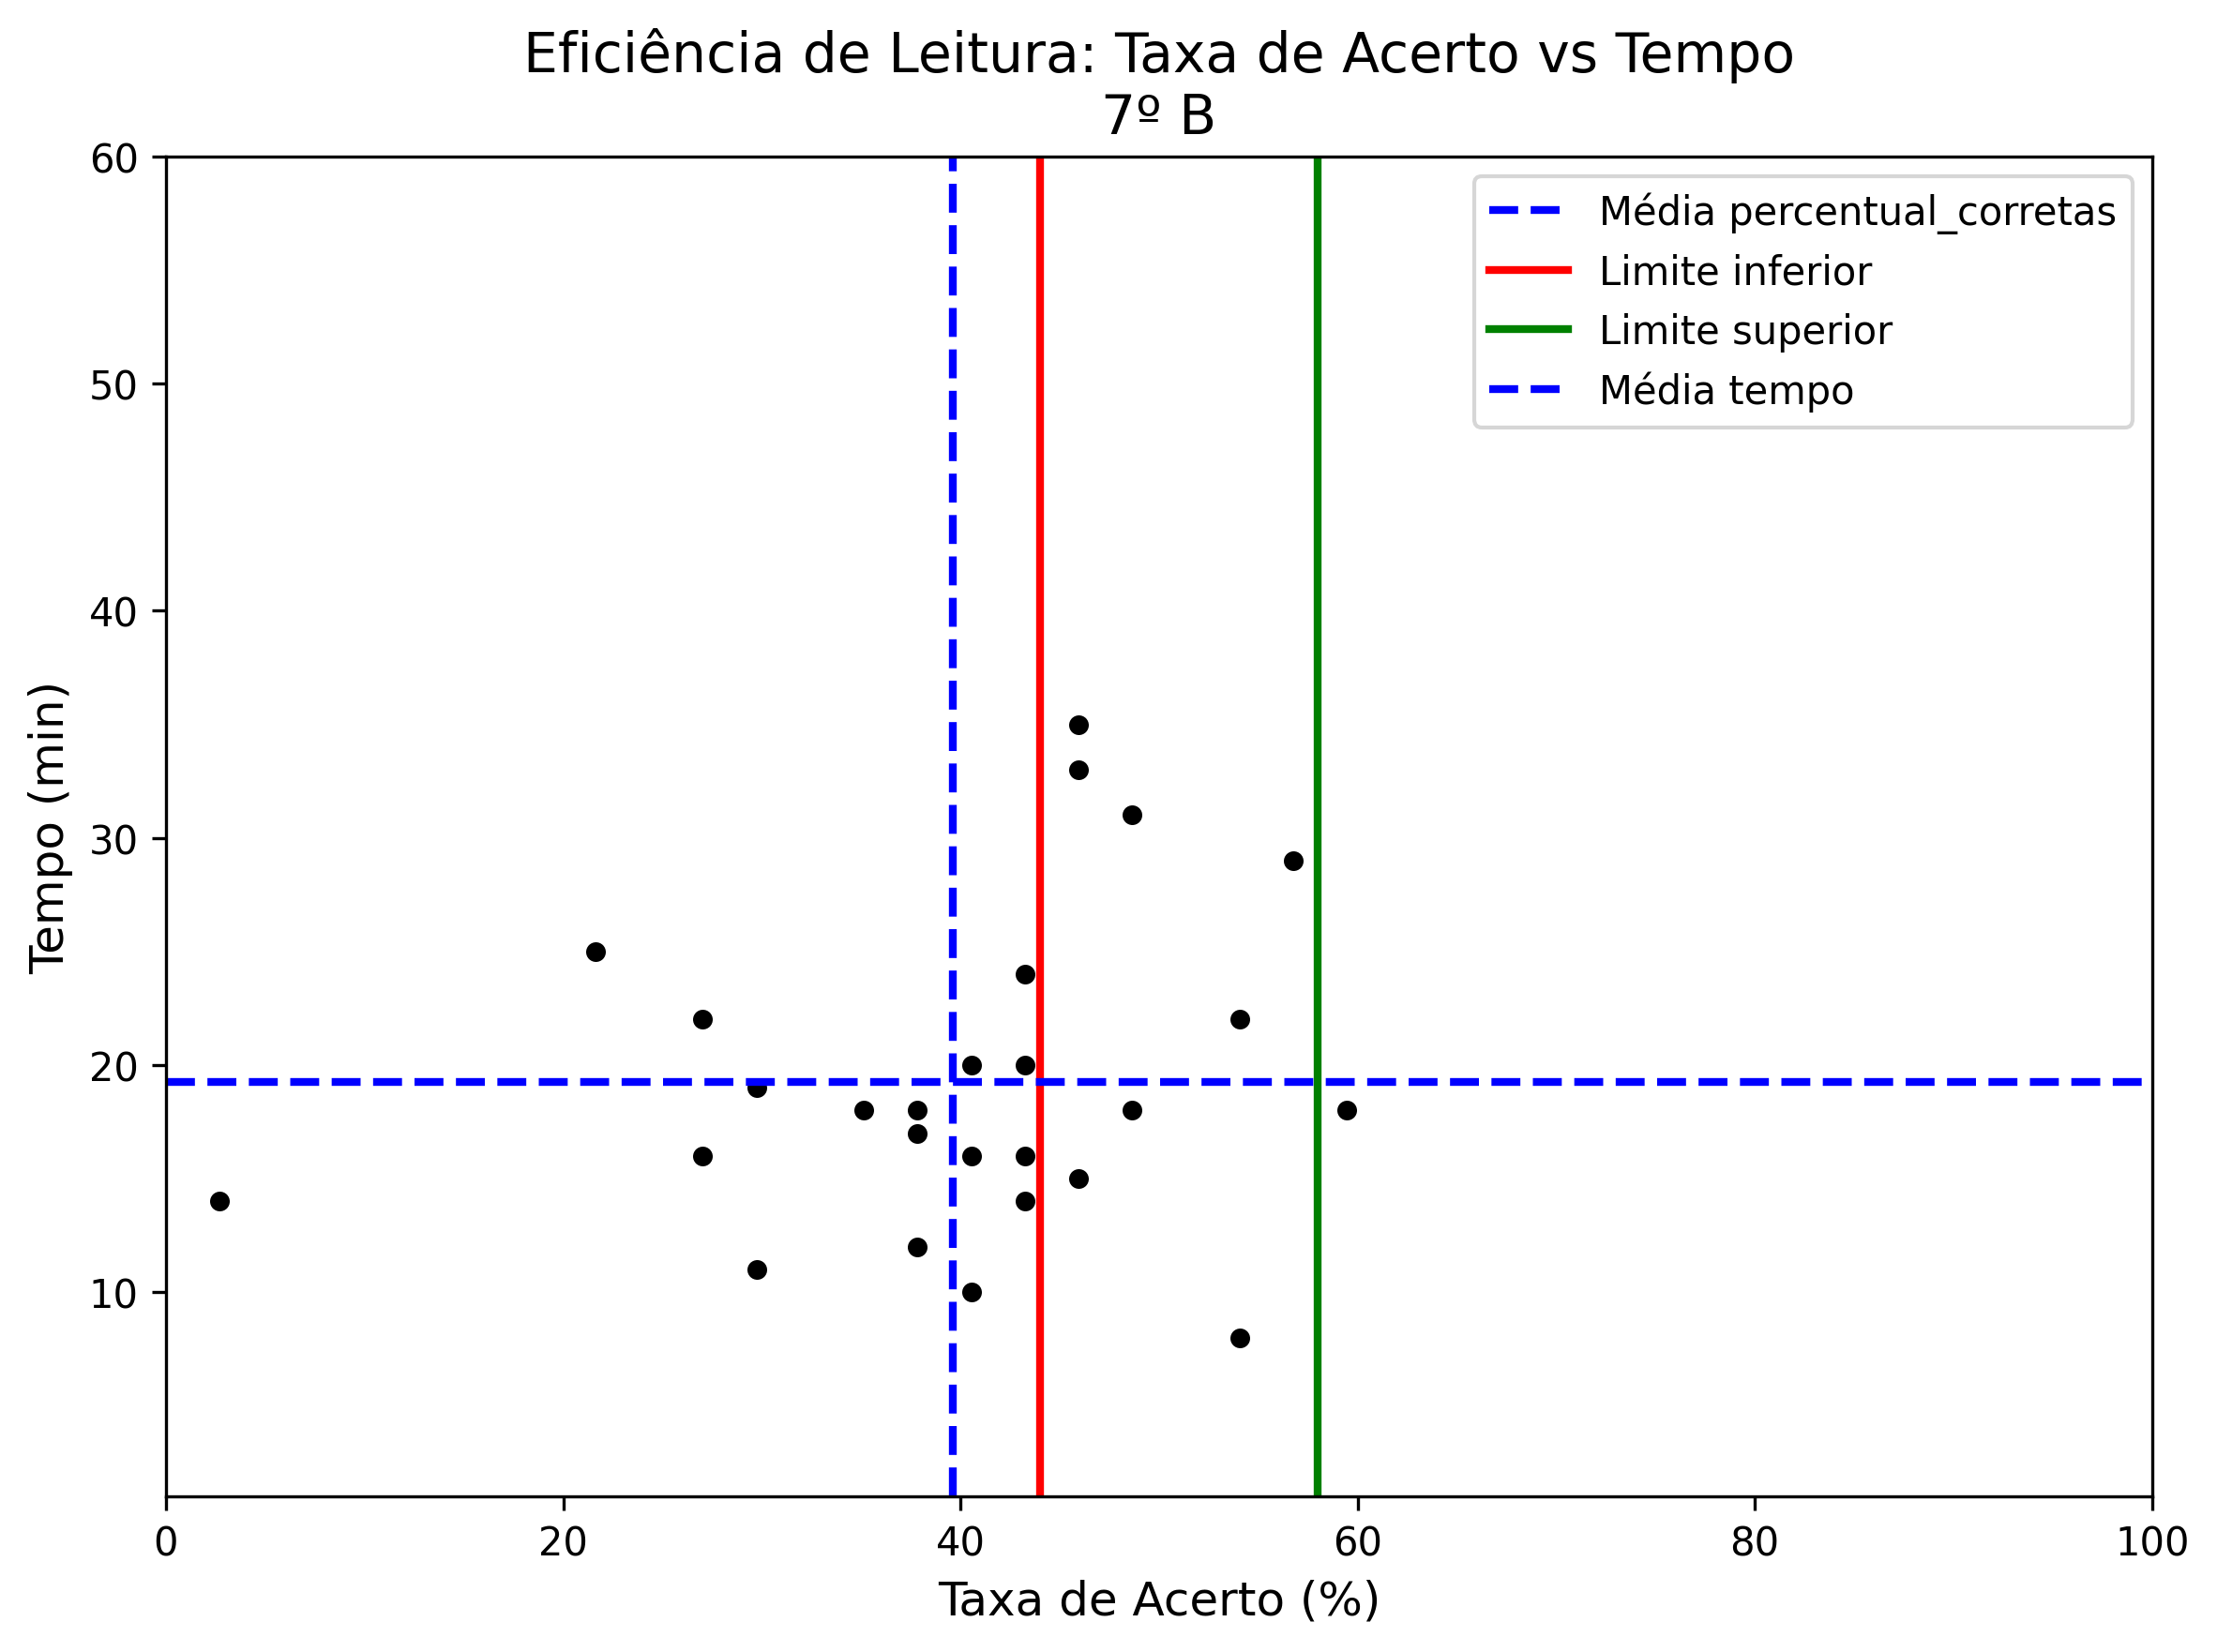 Eficiência de Leitura: Taxa de Acerto vs Tempo
7º B
Média percentual_corretas
Limite inferior
Limite superior
Média tempo
Tempo (min)
60
50
40
30
20
10
0 20 40 60 80 100
Taxa de Acerto (%)